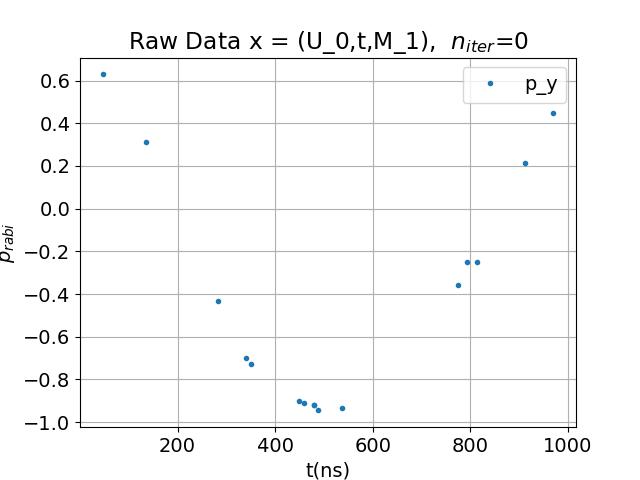 Raw Data x = (U_0,t,M_1), n_iter=0
p_y
0.6
0.4
0.2
0.0
−0.2
−0.4
−0.6
−0.8
−1.0
p_rabi
200 400 600 800 1000
t(ns)